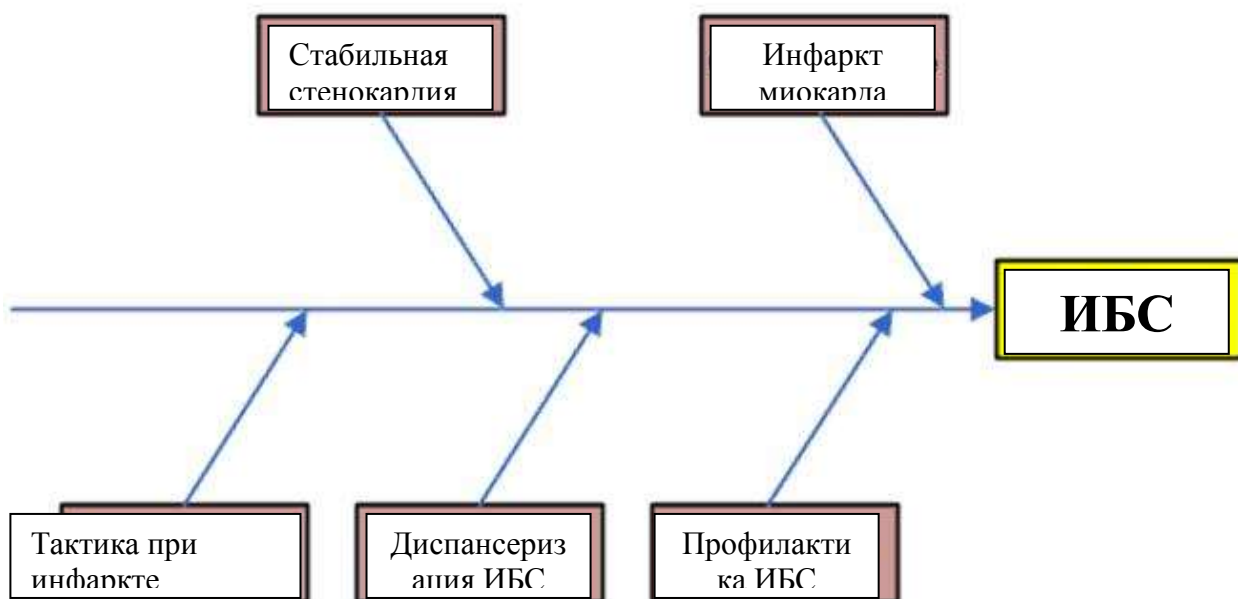 Стабильная
стенокардия
Инфаркт
миокарда
ИБС
Тактика при
инфаркте
Диспансериз
ация ИБС
Профилакти
ка ИБС